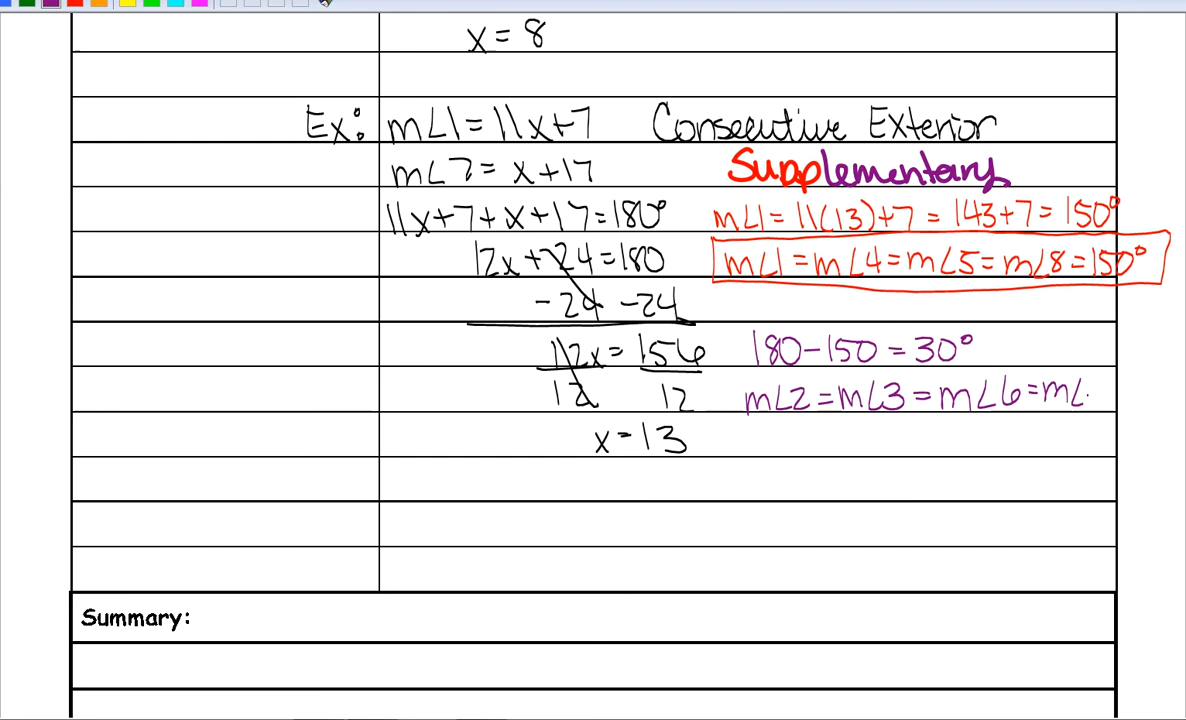 x = 8
Ex: m∠1 = 11x+7 Consecutive Exterior
m∠7 = x+17 Supplementary
11x+7+x+17=180° m∠1 = 11(13)+7 = 143+7 = 150°
12x+24=180 m∠1 = m∠4 = m∠5 = m∠8 = 150°
-24 -24
12x = 156 180-150 = 30°
12 12 m∠2 = m∠3 = m∠6 = m∠
x = 13
Summary: